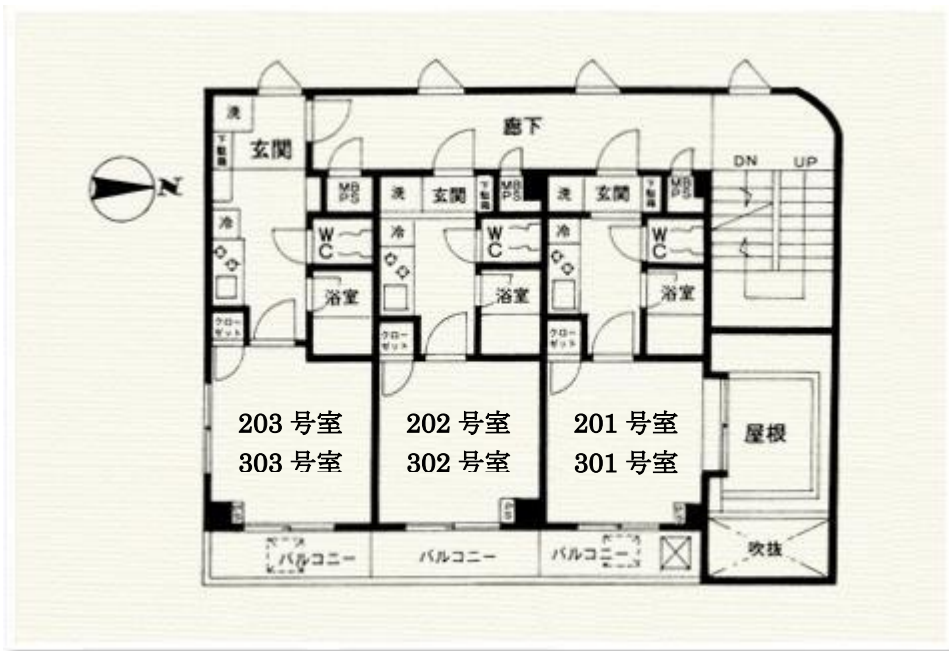 洗
廊下
下駄箱
玄関
DN UP
N
MB
PS
洗
玄関
下駄箱
MB
PS
洗
玄関
下駄箱
MB
PS
冷
WC
冷
WC
冷
WC
浴室
浴室
浴室
クローゼット
クローゼット
クローゼット
203 号室
303 号室
202 号室
302 号室
201 号室
301 号室
屋根
バルコニー
バルコニー
バルコニー
吹抜